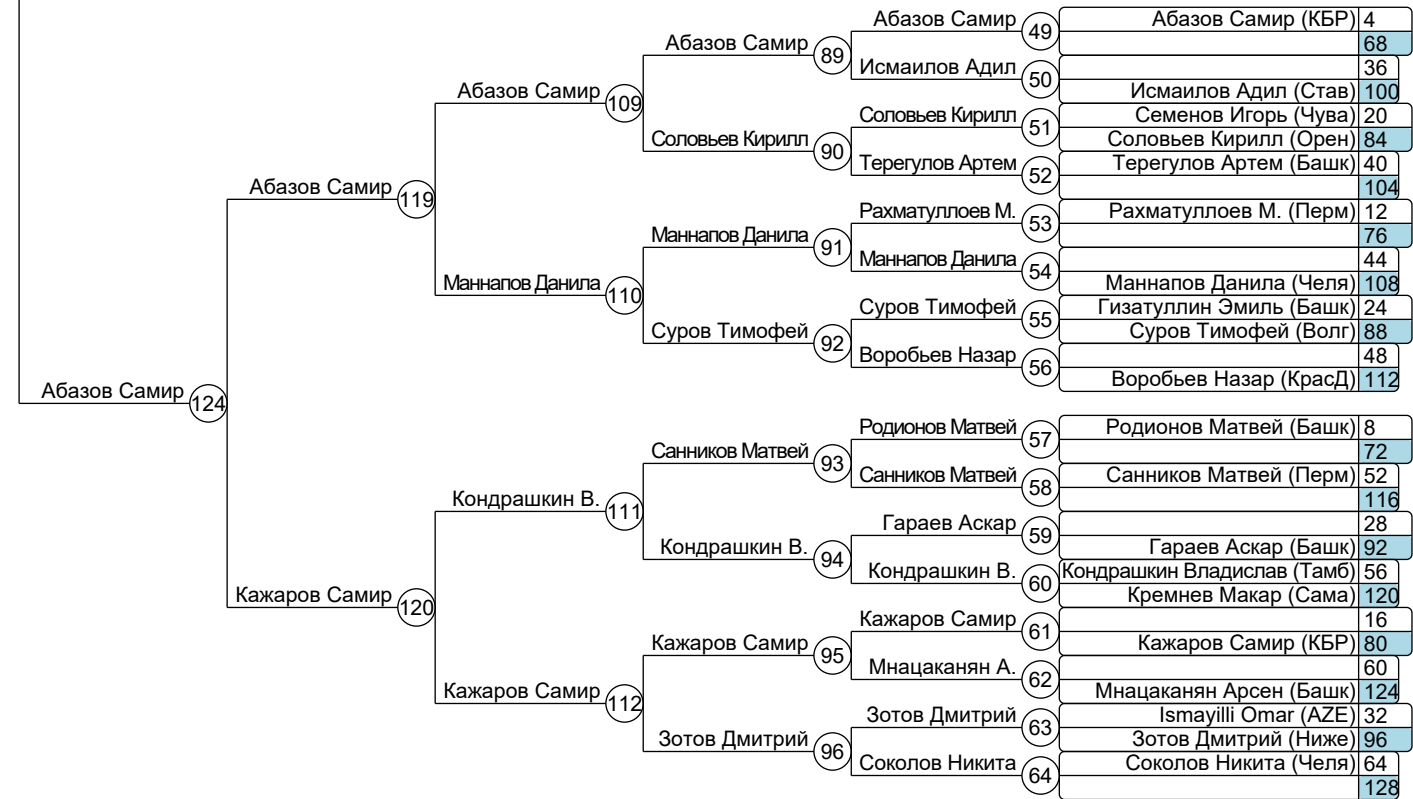 Абазов Самир 49 Абазов Самир (КБР) 4
Абазов Самир 89 68
Исмаилов Адил 50 36
Абазов Самир 109 Исмаилов Адил (Став) 100
Соловьев Кирилл 51 Семенов Игорь (Чува) 20
Соловьев Кирилл 90 Соловьев Кирилл (Орен) 84
Терегулов Артем 52 Терегулов Артем (Башк) 40
Абазов Самир 119 104
Рахматуллоев М. 53 Рахматуллоев М. (Перм) 12
Маннапов Данила 91 76
Маннапов Данила 54 44
Маннапов Данила 110 Маннапов Данила (Челя) 108
Суров Тимофей 55 Гизатуллин Эмиль (Башк) 24
Суров Тимофей 92 Суров Тимофей (Волг) 88
Воробьев Назар 56 48
Абазов Самир 124 Воробьев Назар (КрасД) 112
Родионов Матвей 57 Родионов Матвей (Башк) 8
Санников Матвей 93 72
Санников Матвей 58 Санников Матвей (Перм) 52
Кондрашкин В. 111 116
Гараев Аскар 59 28
Кондрашкин В. 94 Гараев Аскар (Башк) 92
Кондрашкин В. 60 Кондрашкин Владислав (Тамб) 56
Кажаров Самир 120 Кремнев Макар (Сама) 120
Кажаров Самир 61 16
Кажаров Самир 95 Кажаров Самир (КБР) 80
Мнацаканян А. 62 60
Кажаров Самир 112 Мнацаканян Арсен (Башк) 124
Зотов Дмитрий 63 Ismayilli Omar (AZE) 32
Зотов Дмитрий 96 Зотов Дмитрий (Ниже) 96
Соколов Никита 64 Соколов Никита (Челя) 64
128